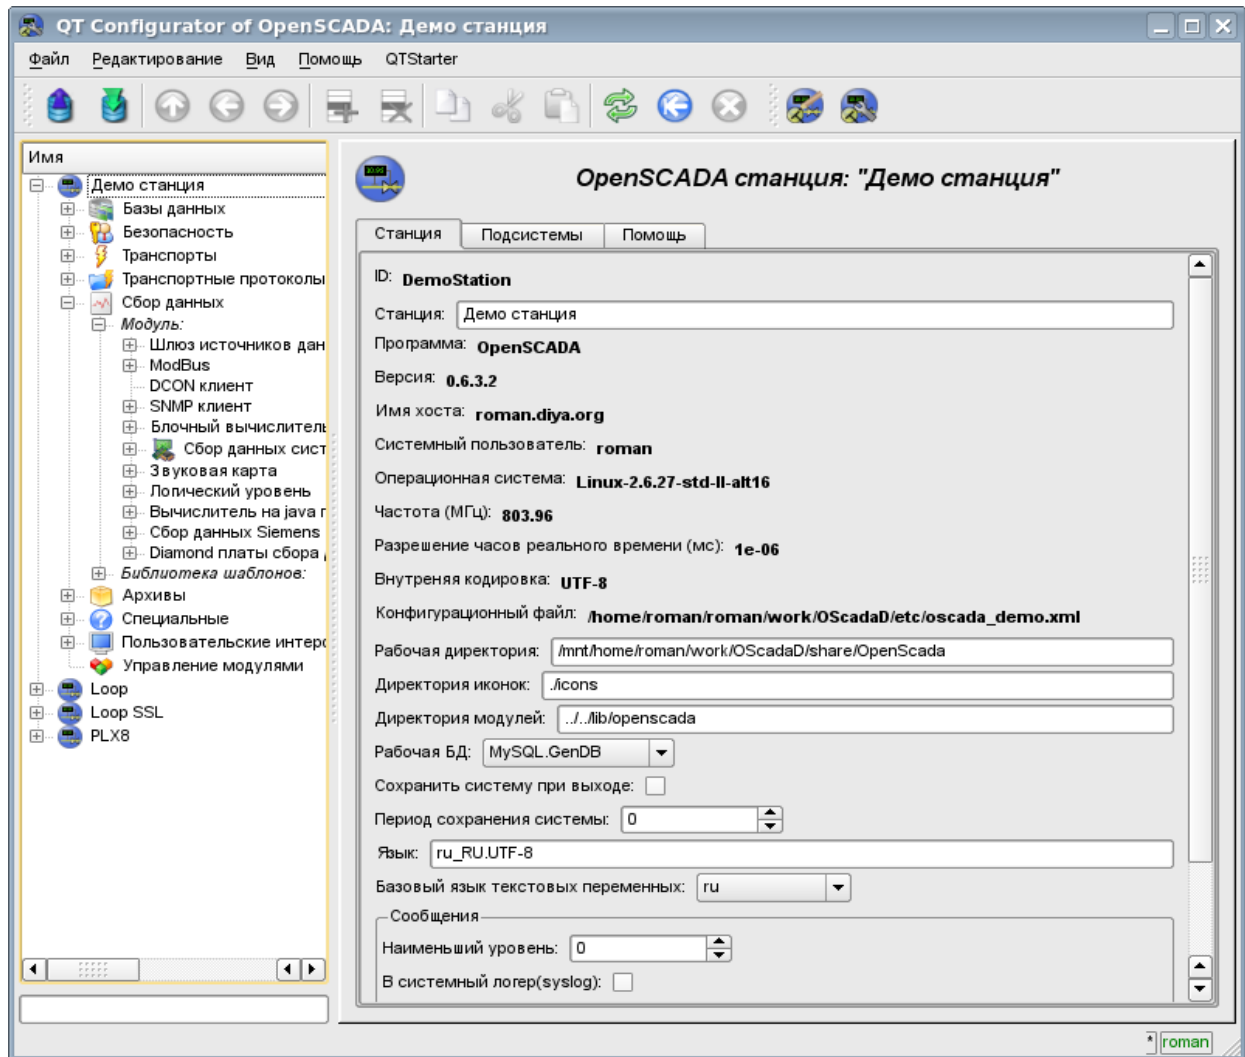 QT Configurator of OpenSCADA: Демо станция
Файл Редактирование Вид Помощь QTStarter
Имя
Демо станция
Базы данных
Безопасность
Транспорты
Транспортные протоколы
Сбор данных
Модуль:
Шлюз источников дан
ModBus
DCON клиент
SNMP клиент
Блочный вычислитель
Сбор данных сист
Звуковая карта
Логический уровень
Вычислитель на java п
Сбор данных Siemens
Diamond платы сбора
Библиотека шаблонов:
Архивы
Специальные
Пользовательские интерф
Управление модулями
Loop
Loop SSL
PLX8
OpenSCADA станция: "Демо станция"
Станция Подсистемы Помощь
ID: DemoStation
Станция: Демо станция
Программа: OpenSCADA
Версия: 0.6.3.2
Имя хоста: roman.diya.org
Системный пользователь: roman
Операционная система: Linux-2.6.27-std-ll-alt16
Частота (МГц): 803.96
Разрешение часов реального времени (мс): 1e-06
Внутреняя кодировка: UTF-8
Конфигурационный файл: /home/roman/roman/work/OScadaD/etc/oscada_demo.xml
Рабочая директория: /mnt/home/roman/work/OScadaD/share/OpenScada
Директория иконок: ./icons
Директория модулей: ../../lib/openscada
Рабочая БД: MySQL.GenDB
Сохранить систему при выходе:
Период сохранения системы: 0
Язык: ru_RU.UTF-8
Базовый язык текстовых переменных: ru
Сообщения
Наименьший уровень: 0
В системный логер(syslog):
* roman